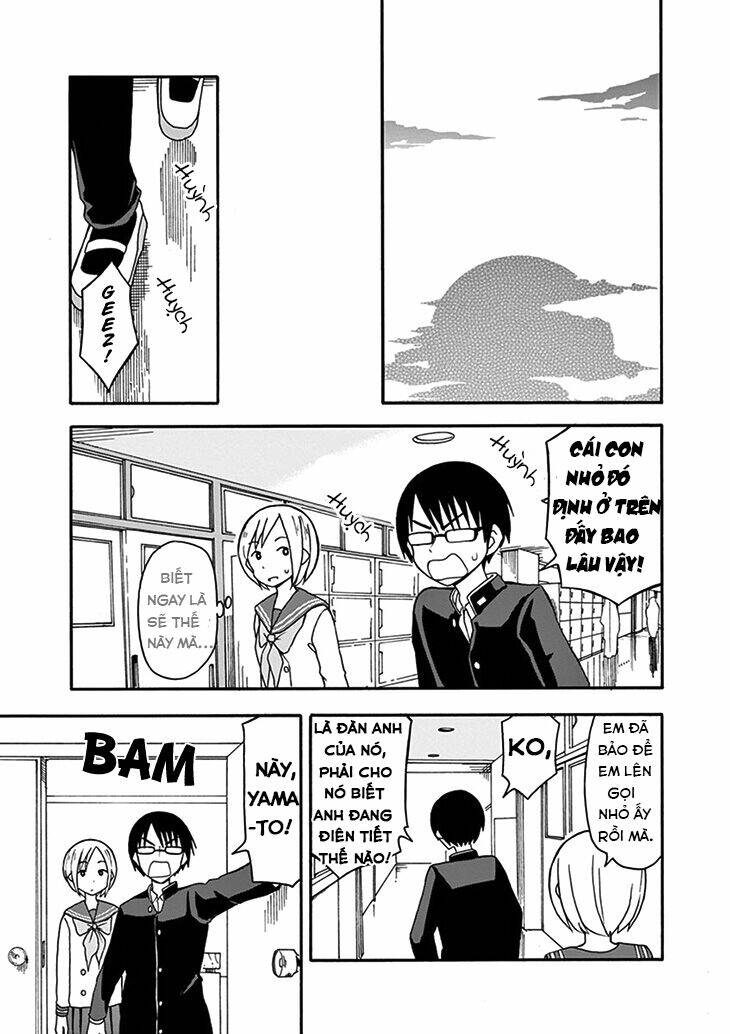 Huỳnh
Huỵch
GEEZ!
CÁI CON
NHỎ ĐÓ
ĐỊNH Ở TRÊN
ĐẤY BAO
LÂU VẬY!
Huỳnh
Huỵch
BIẾT
NGAY LÀ
SẼ THẾ
NÀY MÀ...
EM ĐÃ
BẢO ĐỂ
EM LÊN
GỌI
NHỎ ẤY
RỒI MÀ.
KO,
LÀ ĐÀN ANH
CỦA NÓ,
PHẢI CHO
NÓ BIẾT
ANH ĐANG
ĐIÊN TIẾT
THẾ NÀO!
NÀY,
YAMA
-TO!
BAM